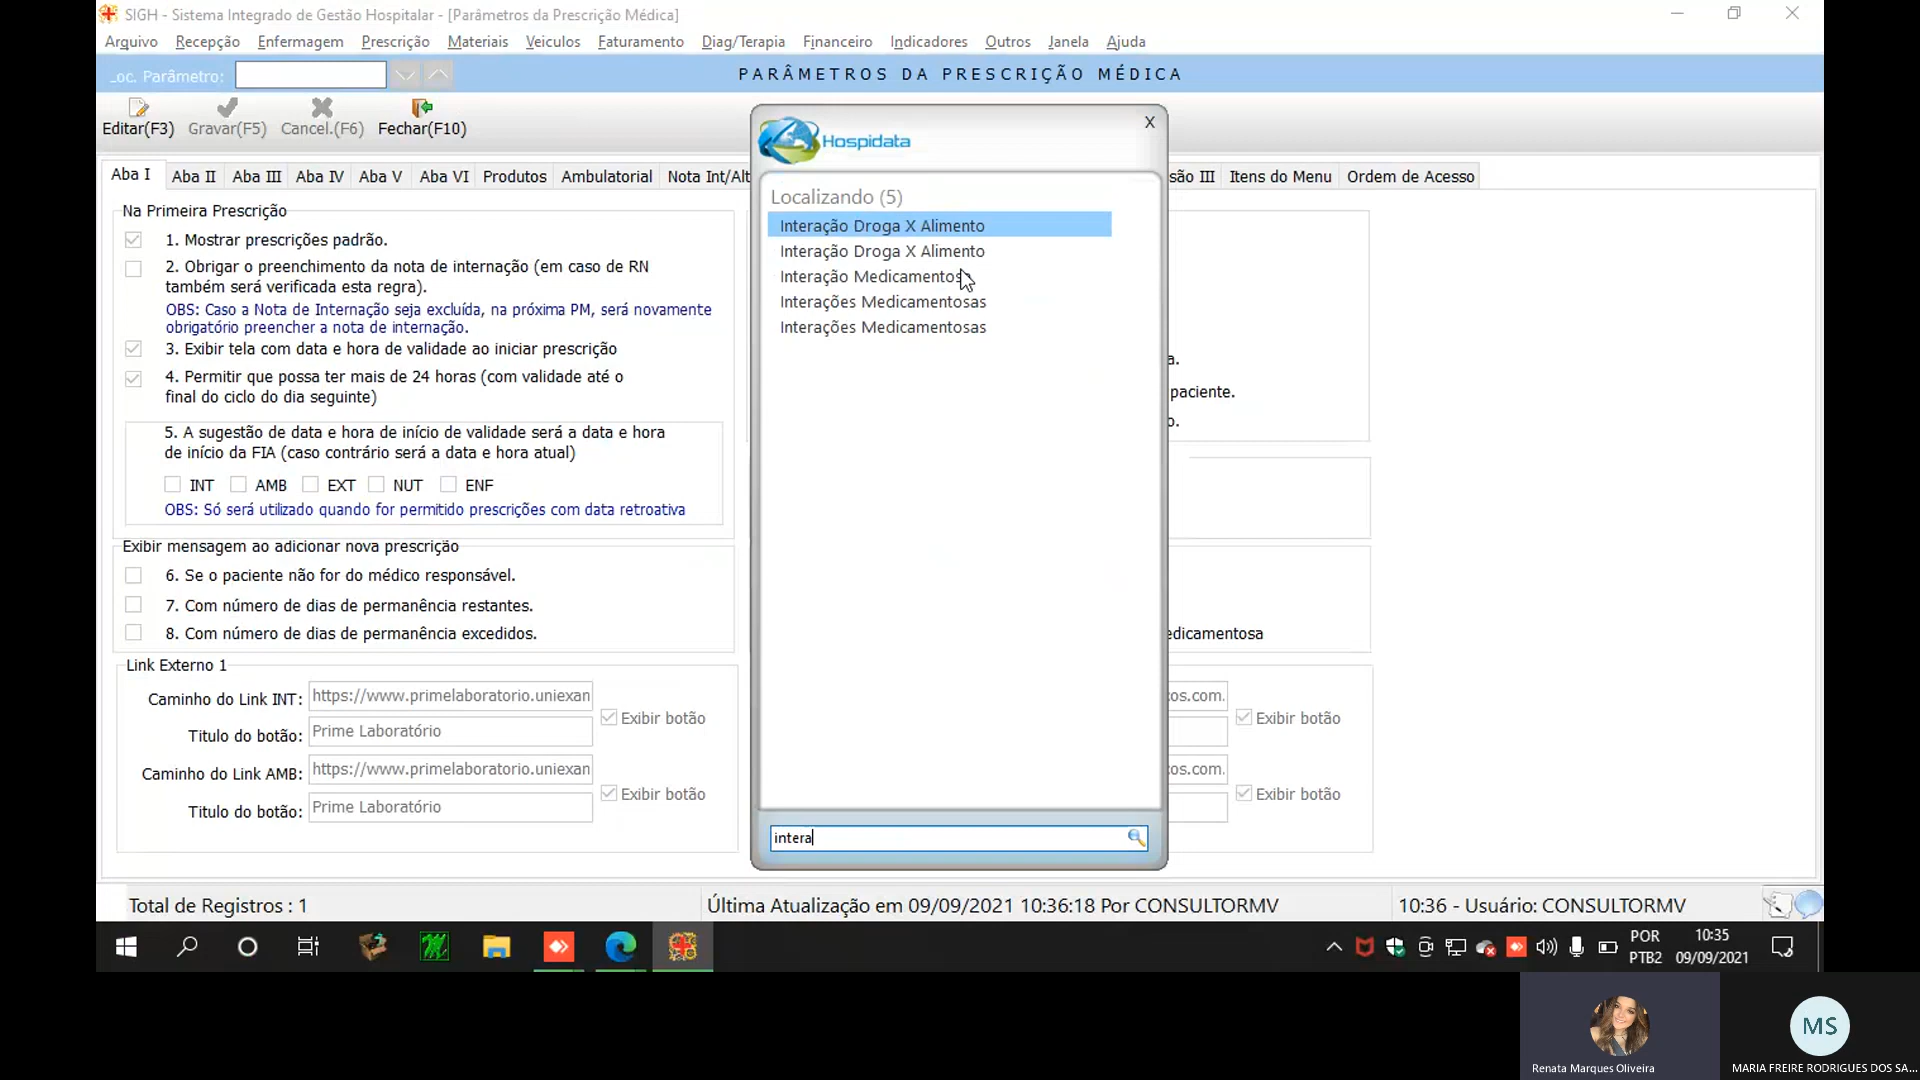 SIGH - Sistema Integrado de Gestão Hospitalar - [Parâmetros da Prescrição Médica]
Arquivo Recepção Enfermagem Prescrição Materiais Veiculos Faturamento Diag/Terapia Financeiro Indicadores Outros Janela Ajuda
Loc. Parâmetro:
PARÂMETROS DA PRESCRIÇÃO MÉDICA
Editar(F3) Gravar(F5) Cancel.(F6) Fechar(F10)
Aba I Aba II Aba III Aba IV Aba V Aba VI Produtos Ambulatorial Nota Int/Alt são III Itens do Menu Ordem de Acesso
Na Primeira Prescrição
1. Mostrar prescrições padrão.
2. Obrigar o preenchimento da nota de internação (em caso de RN
também será verificada esta regra).
OBS: Caso a Nota de Internação seja excluída, na próxima PM, será novamente
obrigatório preencher a nota de internação.
3. Exibir tela com data e hora de validade ao iniciar prescrição
4. Permitir que possa ter mais de 24 horas (com validade até o
final do ciclo do dia seguinte)
5. A sugestão de data e hora de início de validade será a data e hora
de início da FIA (caso contrário será a data e hora atual)
INT AMB EXT NUT ENF
OBS: Só será utilizado quando for permitido prescrições com data retroativa
Exibir mensagem ao adicionar nova prescrição
6. Se o paciente não for do médico responsável.
7. Com número de dias de permanência restantes.
8. Com número de dias de permanência excedidos.
Link Externo 1
Caminho do Link INT: https://www.primelaboratorio.uniexan
Exibir botão
Titulo do botão: Prime Laboratório
Caminho do Link AMB: https://www.primelaboratorio.uniexan
Exibir botão
Titulo do botão: Prime Laboratório
Hospidata
X
Localizando (5)
Interação Droga X Alimento
Interação Droga X Alimento
Interação Medicamentosa
Interações Medicamentosas
Interações Medicamentosas
intera
a.
paciente.
o.
edicamentosa
os.com.
Exibir botão
os.com.
Exibir botão
Total de Registros : 1
Última Atualização em 09/09/2021 10:36:18 Por CONSULTORMV
10:36 - Usuário: CONSULTORMV
POR
PTB2
10:35
09/09/2021
MS
Renata Marques Oliveira
MARIA FREIRE RODRIGUES DOS SA...